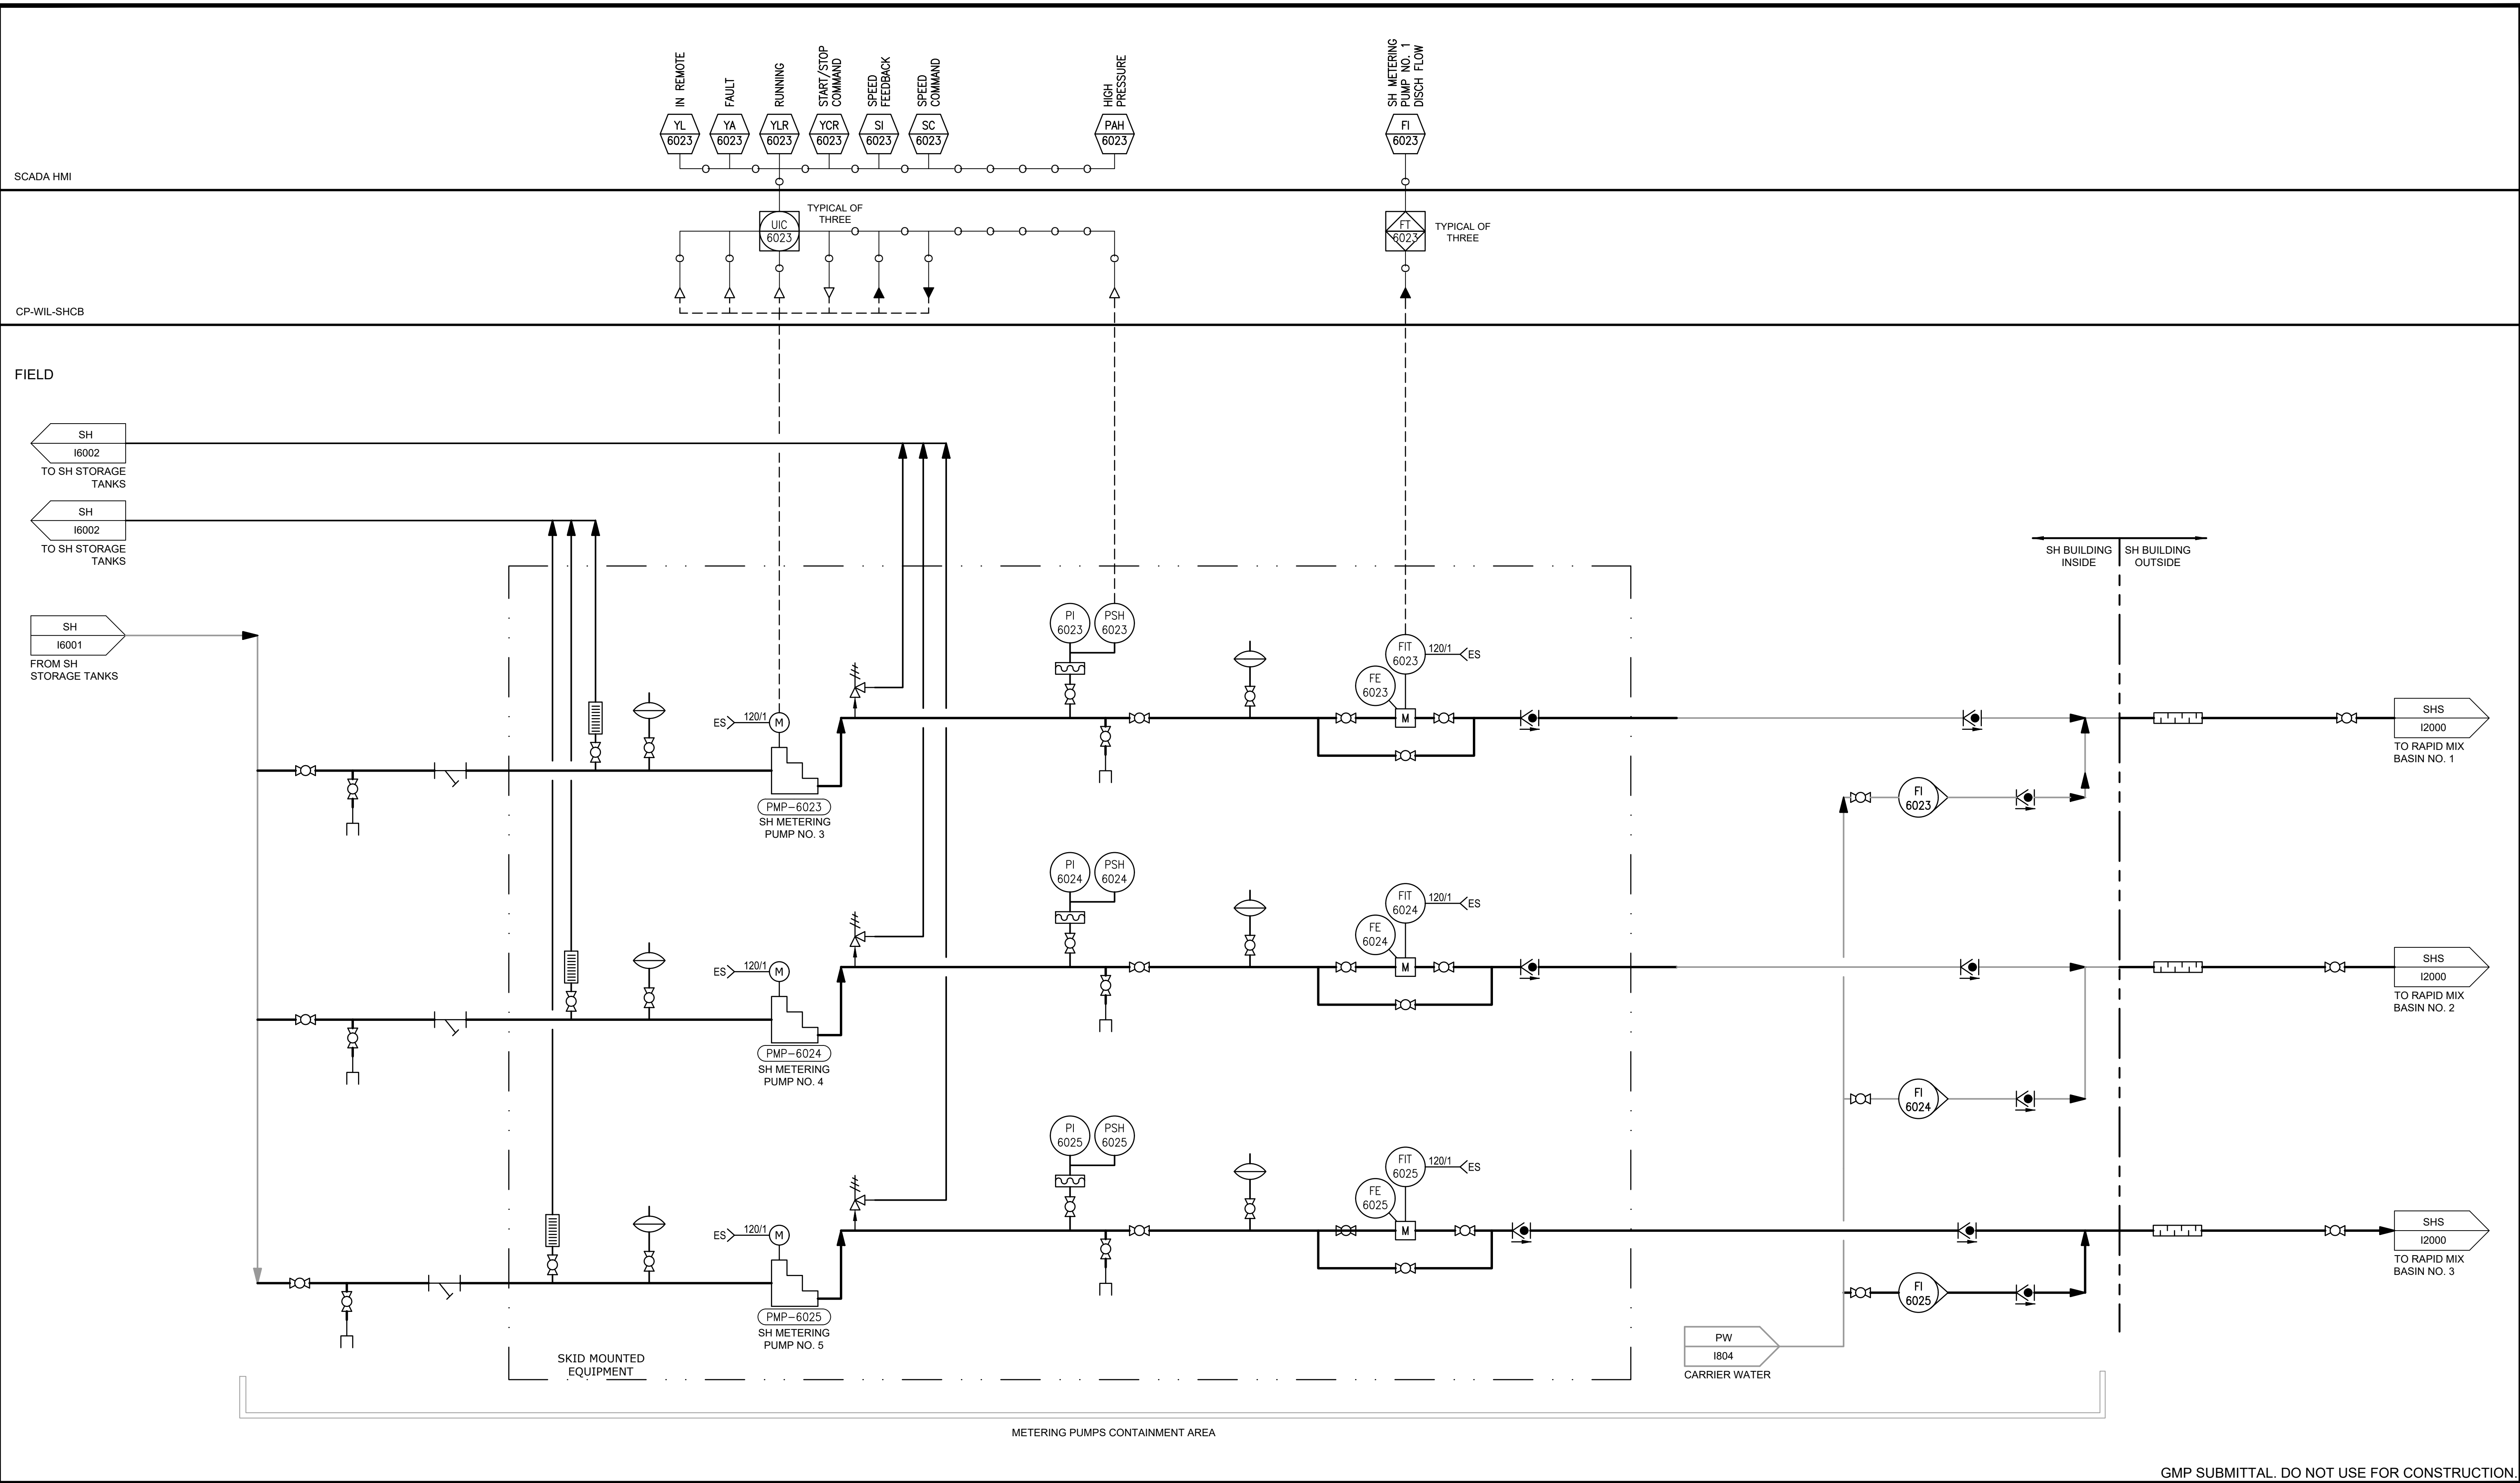 IN REMOTE
FAULT
RUNNING
START/STOP
COMMAND
SPEED
FEEDBACK
SPEED
COMMAND
HIGH
PRESSURE
SH METERING
PUMP NO. 1
DISCH FLOW
YL
6023
YA
6023
YLR
6023
YCR
6023
SI
6023
SC
6023
PAH
6023
FI
6023
SCADA HMI
UIC
6023
TYPICAL OF
THREE
FT
6023
TYPICAL OF
THREE
CP-WIL-SHCB
FIELD
SH
I6002
TO SH STORAGE
TANKS
SH
I6002
TO SH STORAGE
TANKS
SH
I6001
FROM SH
STORAGE TANKS
SH BUILDING
INSIDE
SH BUILDING
OUTSIDE
PI
6023
PSH
6023
FIT
6023
120/1
ES
FE
6023
M
ES
120/1
M
PMP-6023
SH METERING
PUMP NO. 3
SHS
I2000
TO RAPID MIX
BASIN NO. 1
FI
6023
PI
6024
PSH
6024
FIT
6024
120/1
ES
FE
6024
M
ES
120/1
M
PMP-6024
SH METERING
PUMP NO. 4
SHS
I2000
TO RAPID MIX
BASIN NO. 2
FI
6024
PI
6025
PSH
6025
FIT
6025
120/1
ES
FE
6025
M
ES
120/1
M
PMP-6025
SH METERING
PUMP NO. 5
SHS
I2000
TO RAPID MIX
BASIN NO. 3
FI
6025
SKID MOUNTED
EQUIPMENT
PW
I804
CARRIER WATER
METERING PUMPS CONTAINMENT AREA
GMP SUBMITTAL. DO NOT USE FOR CONSTRUCTION.